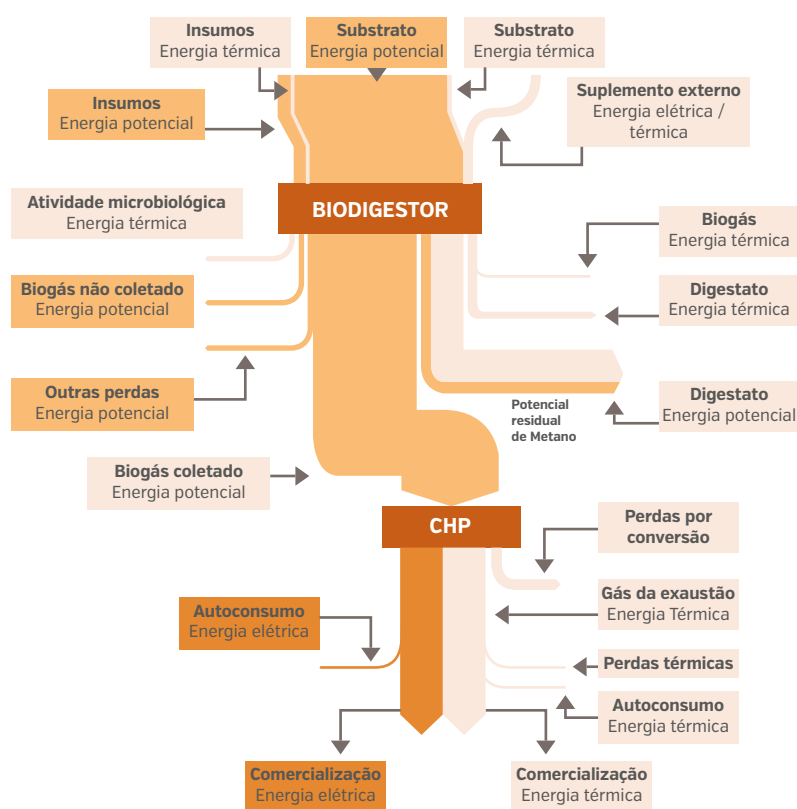 Insumos
Energia térmica
Substrato
Energia potencial
Substrato
Energia térmica
Insumos
Energia potencial
Suplemento externo
Energia elétrica /
térmica
BIODIGESTOR
Atividade microbiológica
Energia térmica
Biogás
Energia térmica
Biogás não coletado
Energia potencial
Digestato
Energia térmica
Outras perdas
Energia potencial
Digestato
Energia potencial
Potencial
residual
de Metano
Biogás coletado
Energia potencial
CHP
Perdas por
conversão
Gás da exaustão
Energia Térmica
Autoconsumo
Energia elétrica
Perdas térmicas
Autoconsumo
Energia térmica
Comercialização
Energia elétrica
Comercialização
Energia térmica